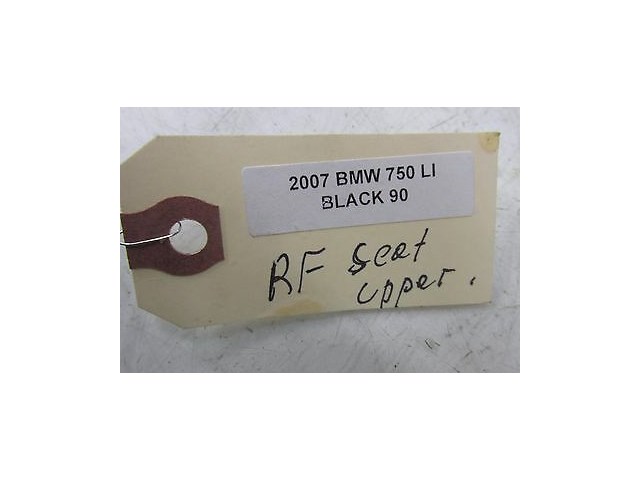 2007 BMW 750 LI
BLACK 90
RF Seat
upper.